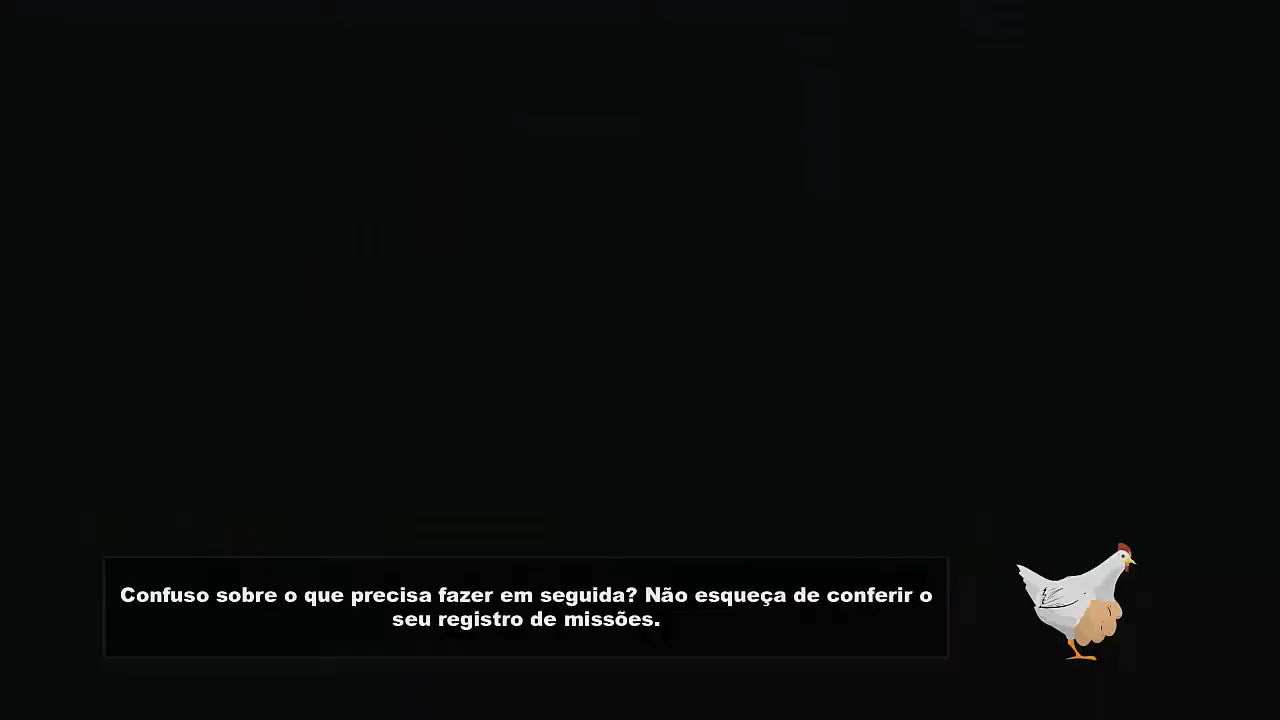 Confuso sobre o que precisa fazer em seguida? Não esqueça de conferir o
seu registro de missões.